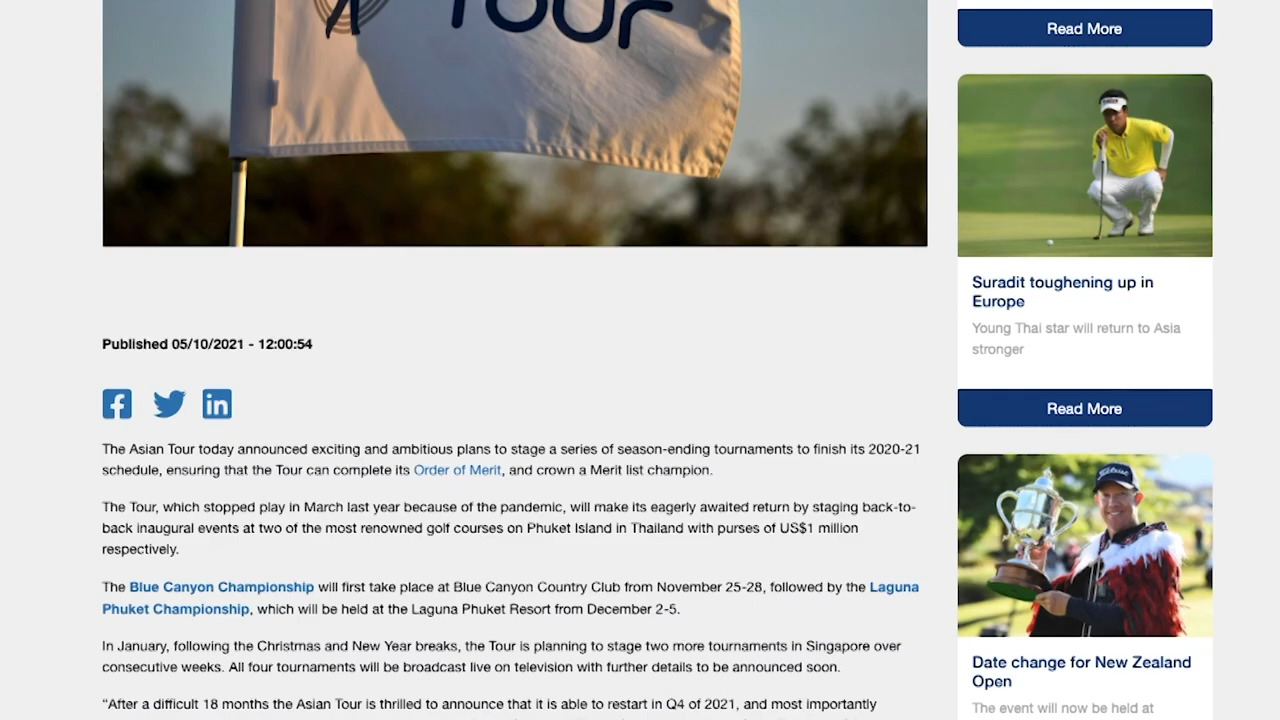 Tour
Published 05/10/2021 - 12:00:54
The Asian Tour today announced exciting and ambitious plans to stage a series of season-ending tournaments to finish its 2020-21
schedule, ensuring that the Tour can complete its Order of Merit, and crown a Merit list champion.
The Tour, which stopped play in March last year because of the pandemic, will make its eagerly awaited return by staging back-to-
back inaugural events at two of the most renowned golf courses on Phuket Island in Thailand with purses of US$1 million
respectively.
The Blue Canyon Championship will first take place at Blue Canyon Country Club from November 25-28, followed by the Laguna
Phuket Championship, which will be held at the Laguna Phuket Resort from December 2-5.
In January, following the Christmas and New Year breaks, the Tour is planning to stage two more tournaments in Singapore over
consecutive weeks. All four tournaments will be broadcast live on television with further details to be announced soon.
“After a difficult 18 months the Asian Tour is thrilled to announce that it is able to restart in Q4 of 2021, and most importantly
Read More
Suradit toughening up in
Europe
Young Thai star will return to Asia
stronger
Read More
Titleist
Date change for New Zealand
Open
The event will now be held at